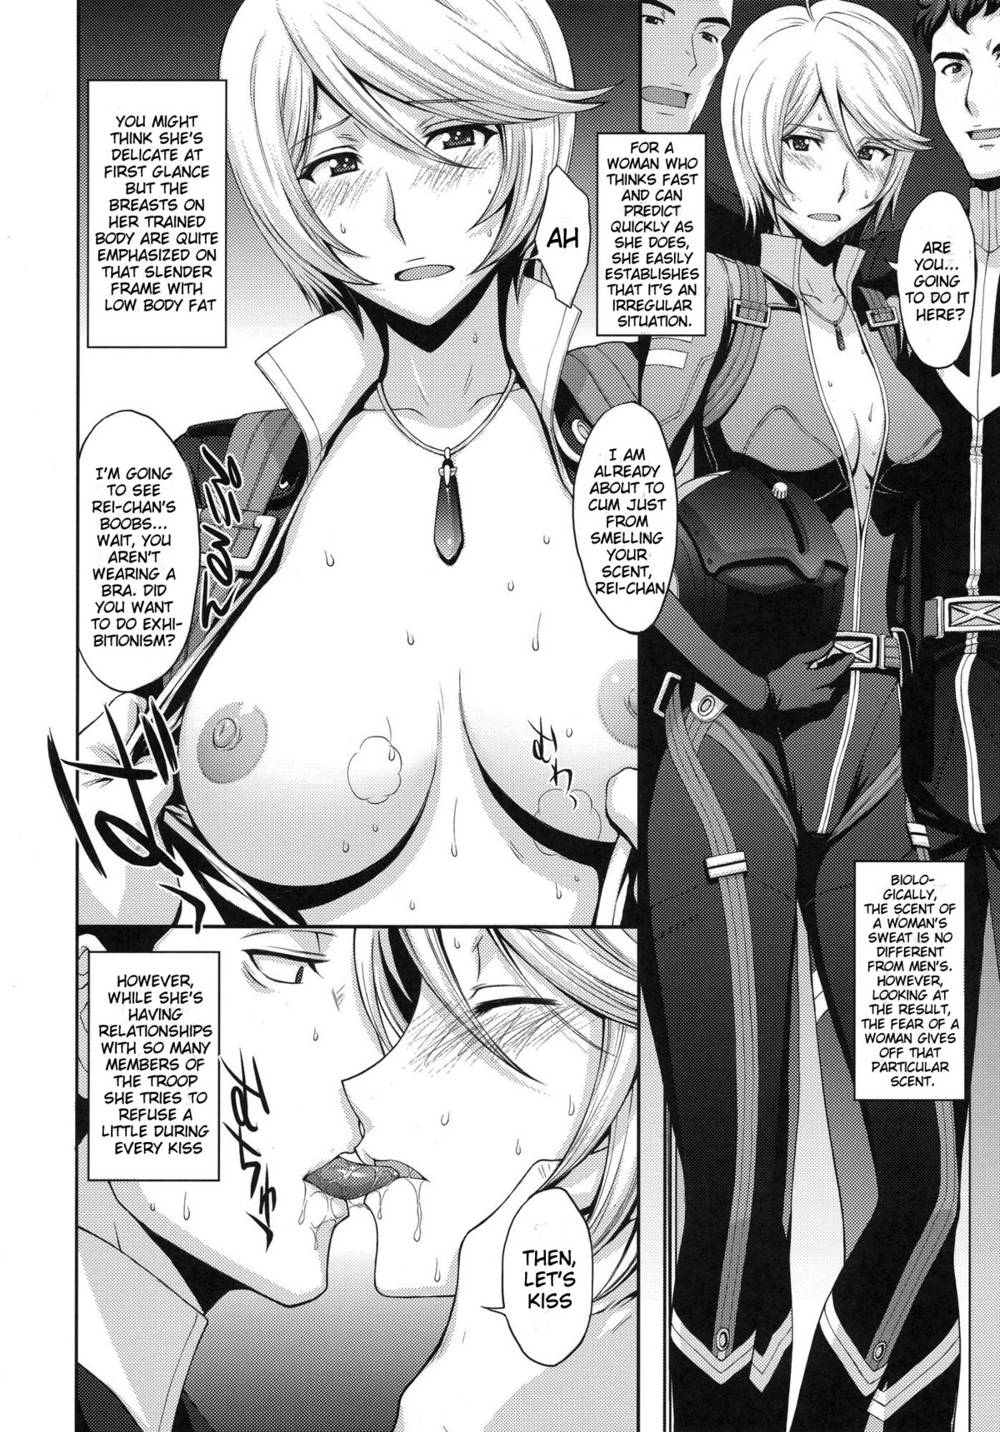 ARE
YOU...
GOING TO
DO IT
HERE?
FOR A
WOMAN WHO
THINKS FAST
AND CAN
PREDICT
QUICKLY AS
SHE DOES,
SHE EASILY
ESTABLISHES
THAT IT'S AN
IRREGULAR
SITUATION.
I AM
ALREADY
ABOUT TO
CUM JUST
FROM
SMELLING
YOUR
SCENT,
REI-CHAN
BIOLO-
GICALLY,
THE SCENT OF
A WOMAN'S
SWEAT IS NO
DIFFERENT
FROM MEN'S.
HOWEVER,
LOOKING AT
THE RESULT,
THE FEAR OF A
WOMAN GIVES
OFF THAT
PARTICULAR
SCENT.
AH
YOU MIGHT
THINK SHE'S
DELICATE AT
FIRST GLANCE
BUT THE
BREASTS ON
HER TRAINED
BODY ARE QUITE
EMPHASIZED ON
THAT SLENDER
FRAME WITH
LOW BODY FAT
I'M GOING
TO SEE
REI-CHAN'S
BOOBS...
WAIT, YOU
AREN'T
WEARING A
BRA. DID
YOU WANT
TO DO EXHI-
BITIONISM?
HOWEVER,
WHILE SHE'S
HAVING
RELATIONSHIPS
WITH SO MANY
MEMBERS OF
THE TROOP
SHE TRIES TO
REFUSE A
LITTLE DURING
EVERY KISS
THEN,
LET'S
KISS